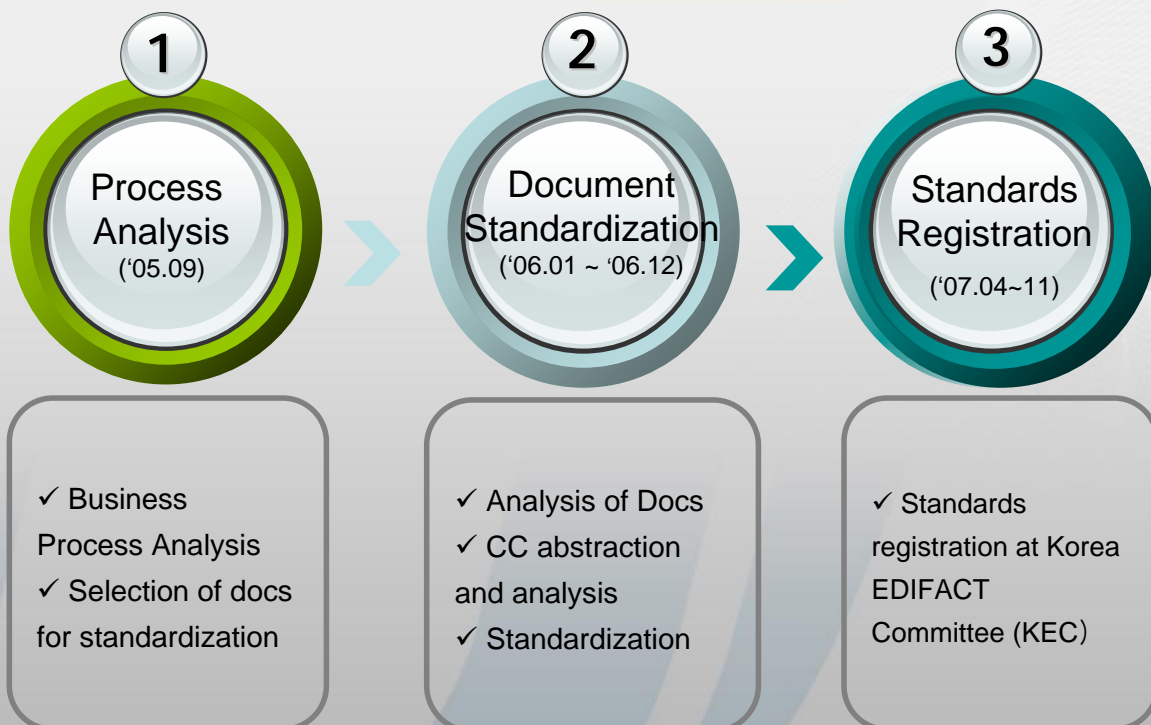 1
Process
Analysis
(‘05.09)
✓ Business
Process Analysis
✓ Selection of docs
for standardization
2
Document
Standardization
(‘06.01 ~ ‘06.12)
✓ Analysis of Docs
✓ CC abstraction
and analysis
✓ Standardization
3
Standards
Registration
(‘07.04~11)
✓ Standards
registration at Korea
EDIFACT
Committee (KEC)